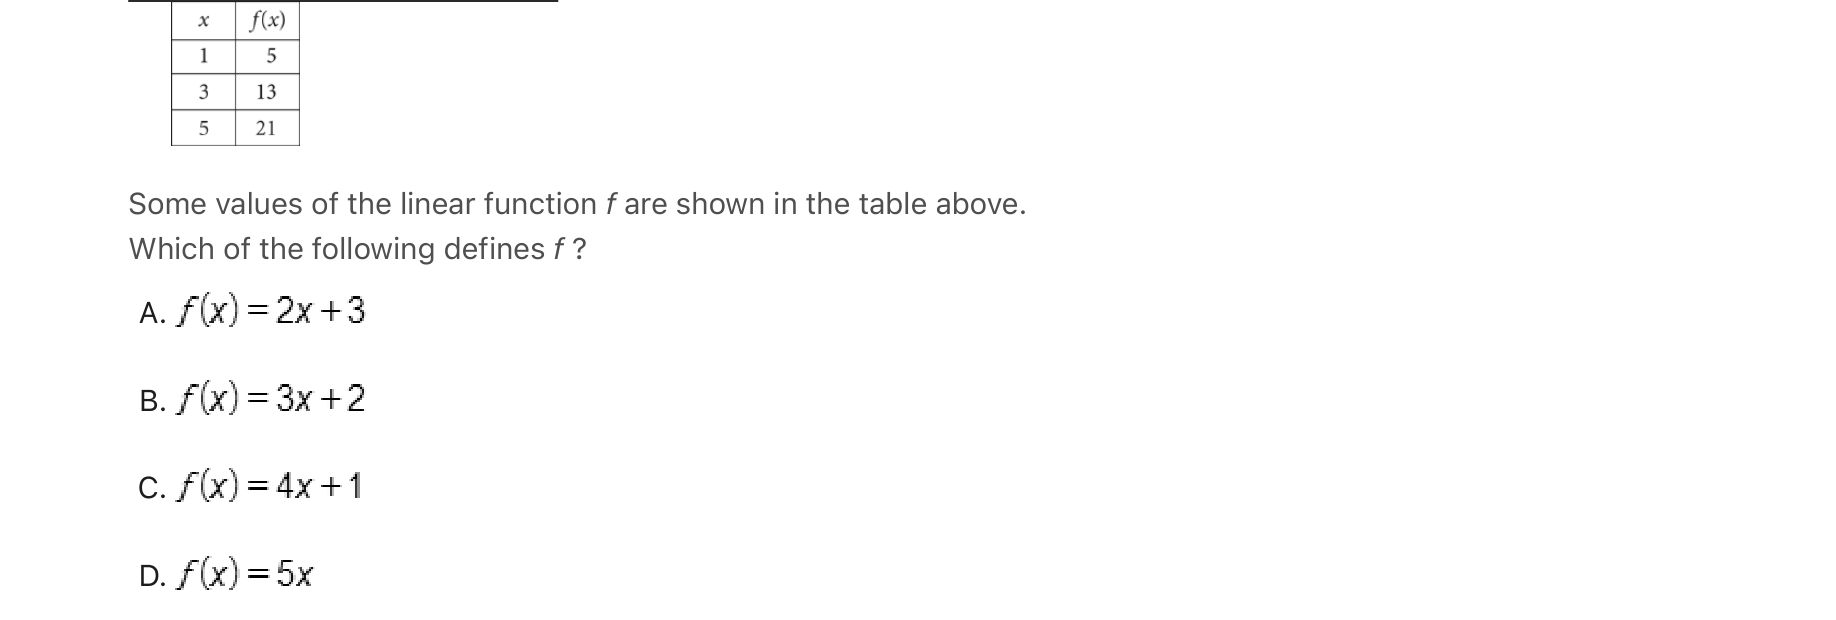 x f(x)
1 5
3 13
5 21
Some values of the linear function f are shown in the table above.
Which of the following defines f ?
A. f(x) = 2x + 3
B. f(x) = 3x + 2
C. f(x) = 4x + 1
D. f(x) = 5x